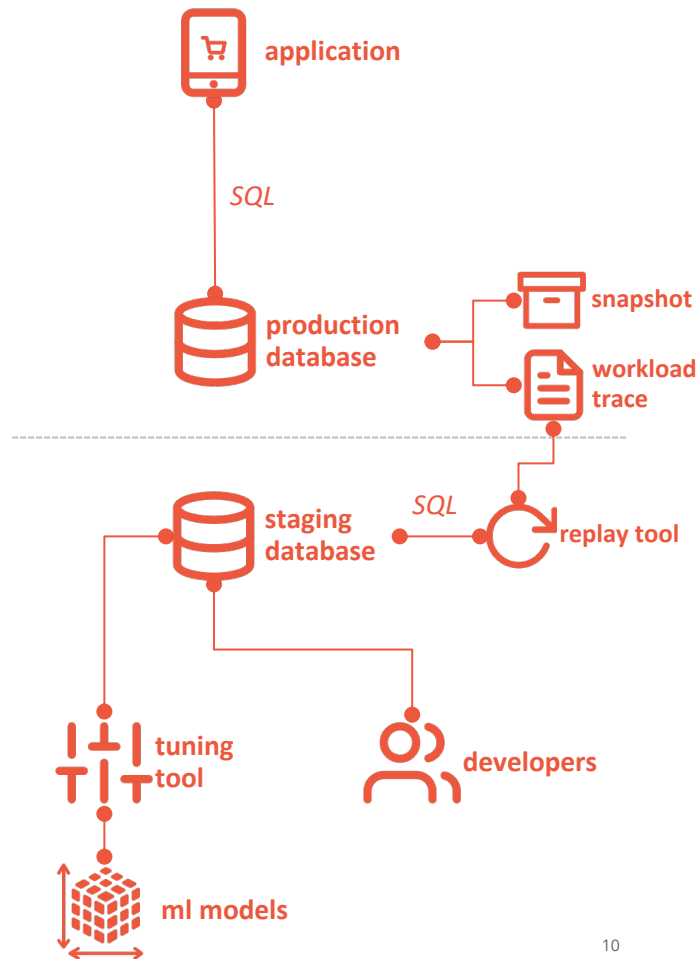 application
SQL
production
database
snapshot
workload
trace
staging
database
SQL
replay tool
tuning
tool
developers
ml models
10